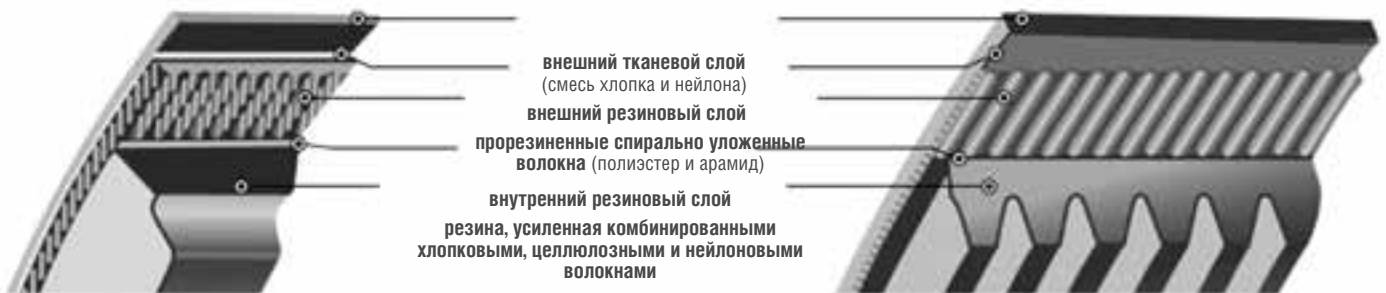 внешний тканевой слой
(смесь хлопка и нейлона)
внешний резиновый слой
прорезиненные спирально уложенные
волокна (полиэстер и арамид)
внутренний резиновый слой
резина, усиленная комбинированными
хлопковыми, целлюлозными и нейлоновыми
волокнами